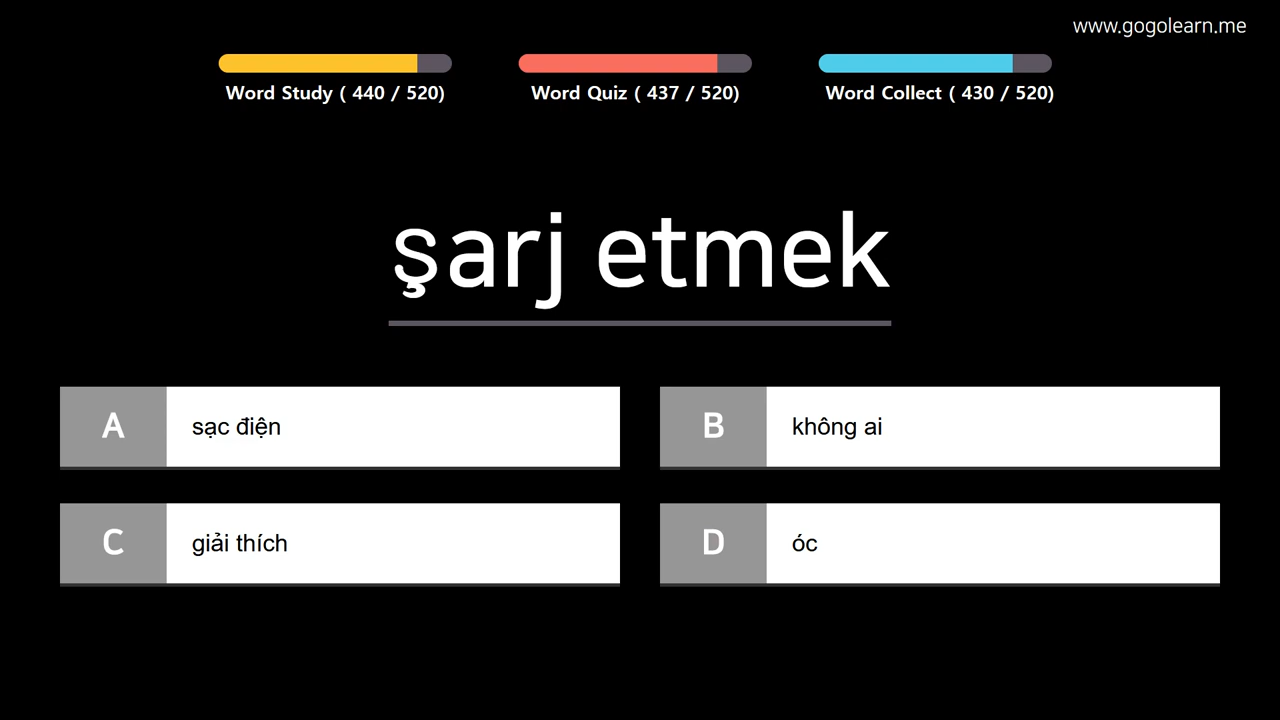 www.gogolearn.me
Word Study ( 440 / 520)
Word Quiz ( 437 / 520)
Word Collect ( 430 / 520)
şarj etmek
A
sạc điện
B
không ai
C
giải thích
D
óc